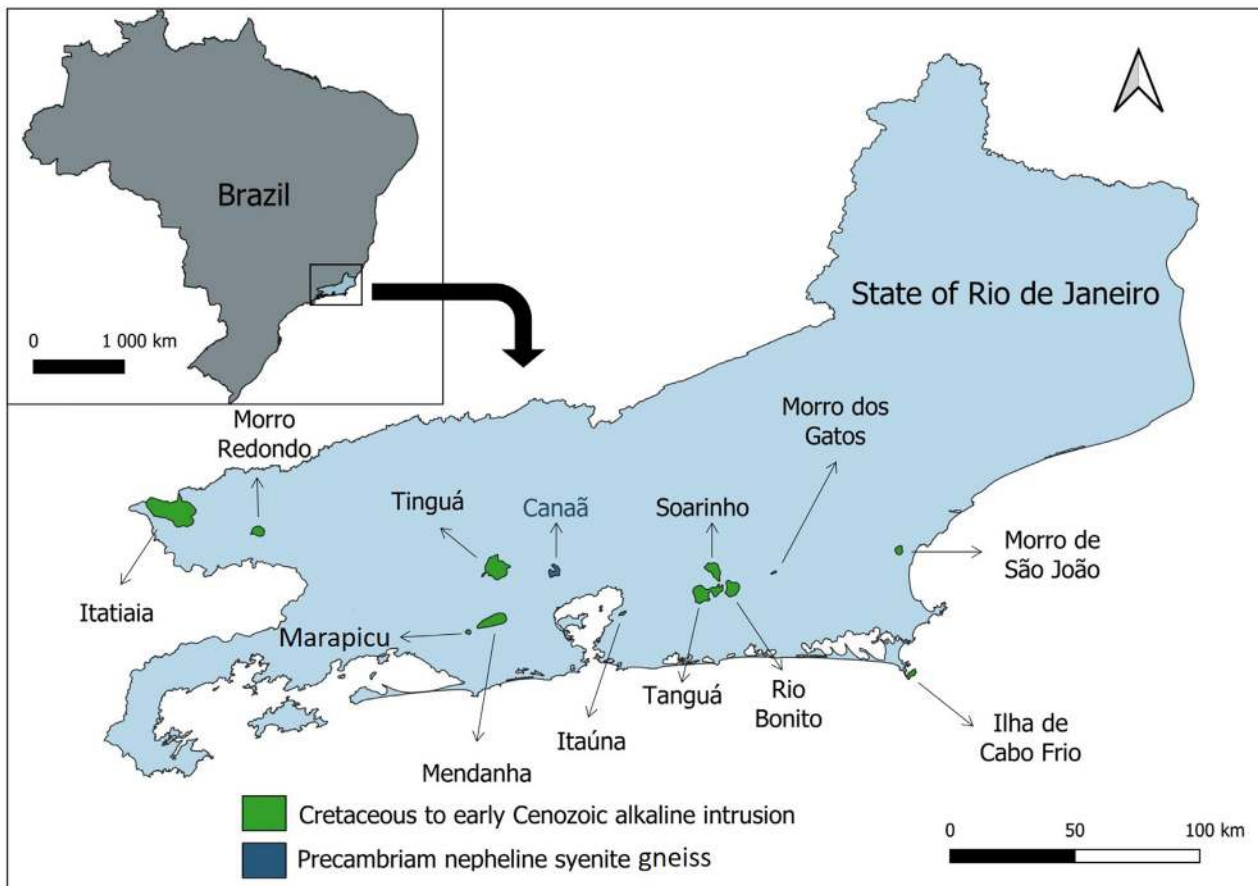 Brazil
0 1 000 km
State of Rio de Janeiro
Morro
Redondo
Morro dos
Gatos
Tinguá
Canaã
Soarinho
Morro de
São João
Itatiaia
Marapicu
Tanguá
Rio
Bonito
Itaúna
Ilha de
Cabo Frio
Mendanha
Cretaceous to early Cenozoic alkaline intrusion
Precambriam nepheline syenite gneiss
0 50 100 km